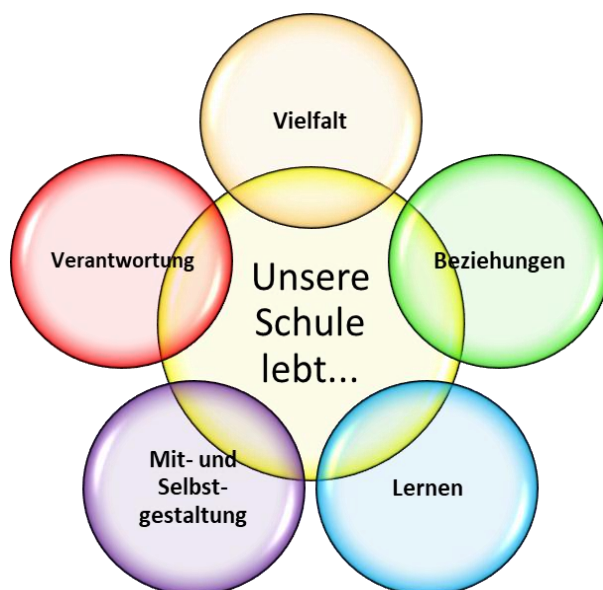 Vielfalt
Verantwortung
Beziehungen
Unsere
Schule
lebt...
Mit- und
Selbst-
gestaltung
Lernen